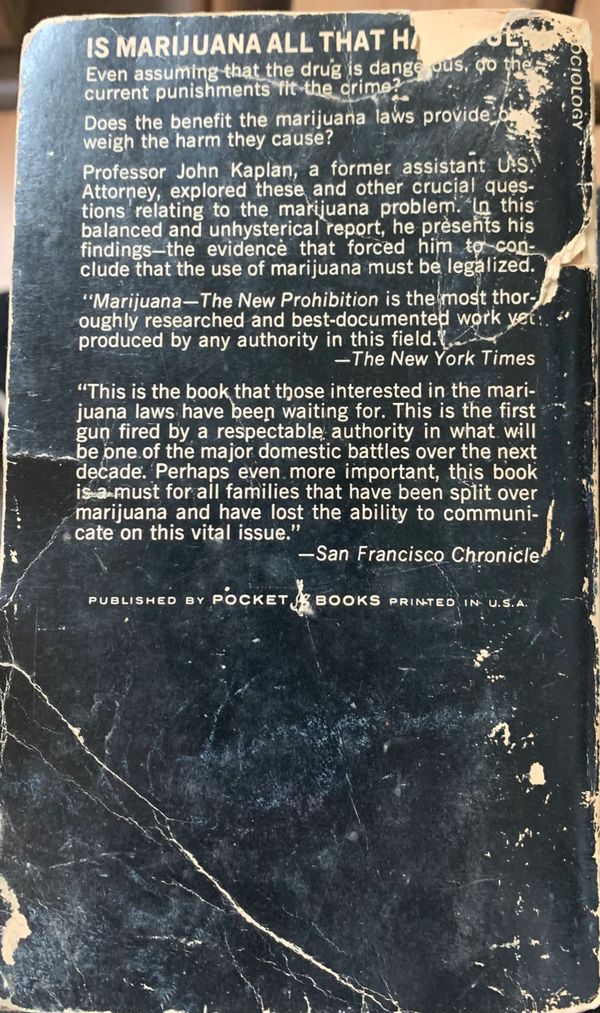 IS MARIJUANA ALL THAT
Even assuming that the drug is dangerous, do the
current punishments fit the crime?
Does the benefit the marijuana laws provide
weigh the harm they cause?
Professor John Kaplan, a former assistant U.S.
Attorney, explored these and other crucial ques-
tions relating to the marijuana problem. In this
balanced and unhysterical report, he presents his
findings—the evidence that forced him to con-
clude that the use of marijuana must be legalized.
"Marijuana—The New Prohibition is the most thor-
oughly researched and best-documented work yet
produced by any authority in this field."
—The New York Times
"This is the book that those interested in the mari-
juana laws have been waiting for. This is the first
gun fired by a respectable authority in what will
be one of the major domestic battles over the next
decade. Perhaps even more important, this book
is a must for all families that have been split over
marijuana and have lost the ability to communi-
cate on this vital issue."
—San Francisco Chronicle
PUBLISHED BY POCKET BOOKS PRINTED IN U.S.A.
OCIOLOGY